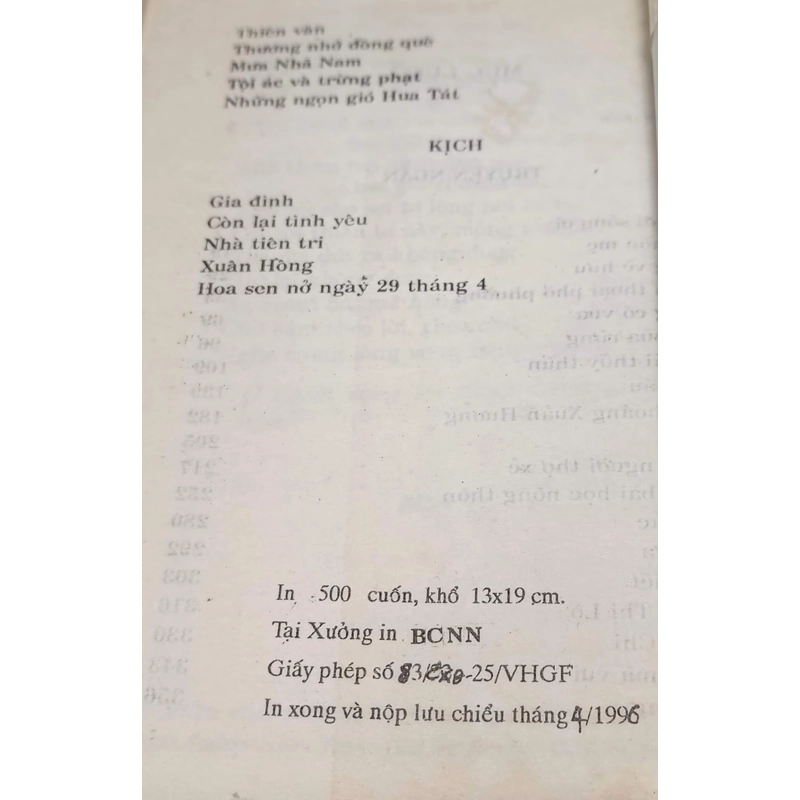 Thiên văn
Thương nhớ đồng quê
Mưa Nhã Nam
Tội ác và trừng phạt
Những ngọn gió Hua Tát
KỊCH
Gia đình
Còn lại tình yêu
Nhà tiên tri
Xuân Hồng
Hoa sen nở ngày 29 tháng 4
In 500 cuốn, khổ 13x19 cm.
Tại Xưởng in BCNN
Giấy phép số 83/ -25/VHGF
In xong và nộp lưu chiểu tháng 4/1996